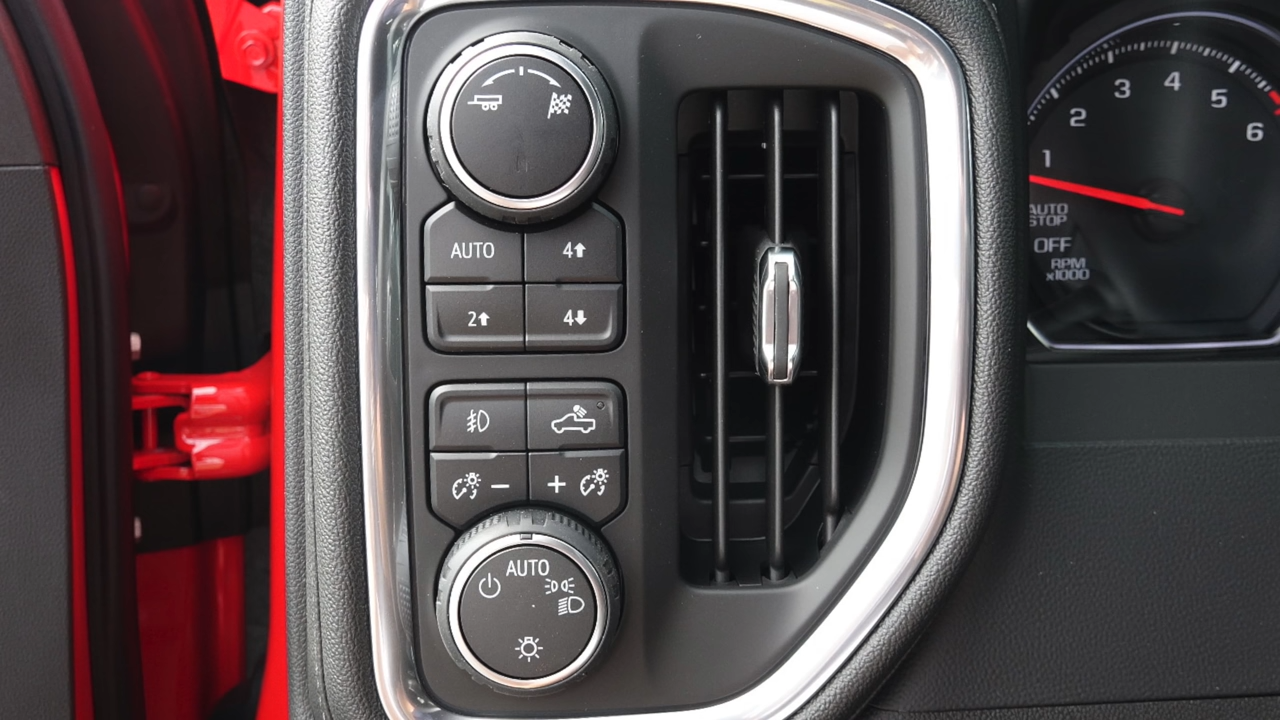 AUTO 4⬆
2⬆ 4⬇
− +
AUTO
1 2 3 4 5 6
AUTO
STOP
OFF
RPM
x1000